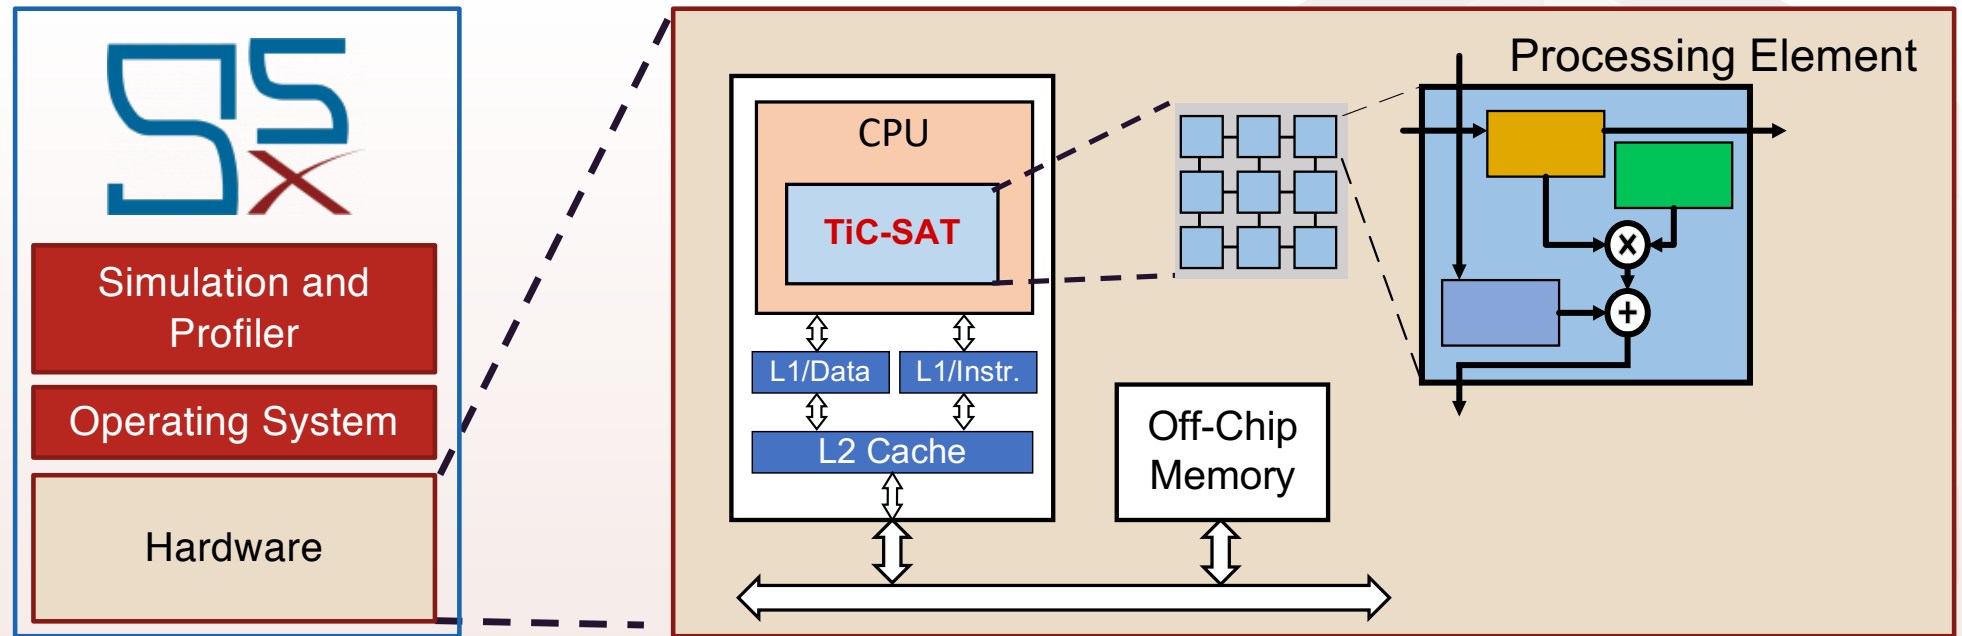 Simulation and
Profiler
Operating System
Hardware
Processing Element
CPU
TiC-SAT
L1/Data
L1/Instr.
L2 Cache
Off-Chip
Memory
x
+